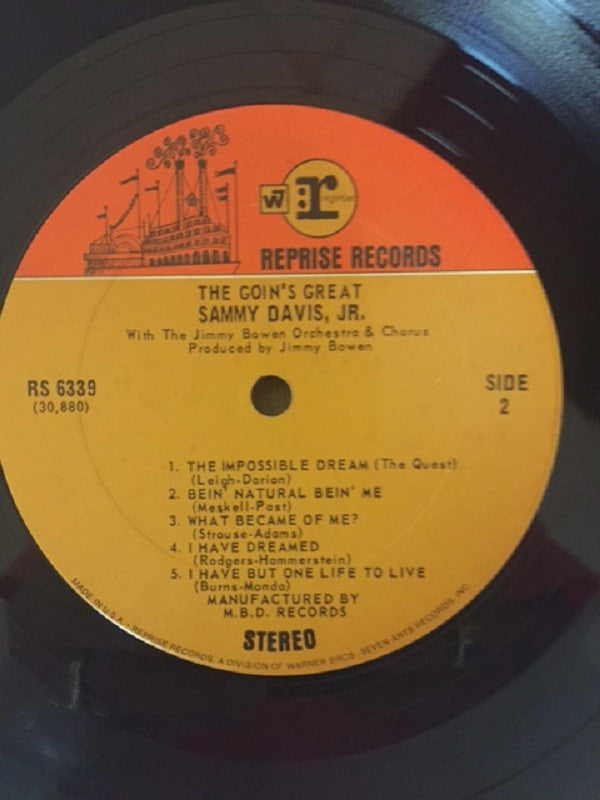 W7 r reprise
REPRISE RECORDS
THE GOIN'S GREAT
SAMMY DAVIS, JR.
With The Jimmy Bowen Orchestra & Chorus
Produced by Jimmy Bowen
RS 6339
(30,880)
SIDE
2
1. THE IMPOSSIBLE DREAM (The Quest)
(Leigh-Darion)
2. BEIN' NATURAL BEIN' ME
(Meskell-Post)
3. WHAT BECAME OF ME?
(Strouse-Adams)
4. I HAVE DREAMED
(Rodgers-Hammerstein)
5. I HAVE BUT ONE LIFE TO LIVE
(Burns-Monda)
MANUFACTURED BY
M.B.D. RECORDS
STEREO
MADE IN U.S.A. · REPRISE RECORDS, A DIVISION OF WARNER BROS.-SEVEN ARTS RECORDS, INC.